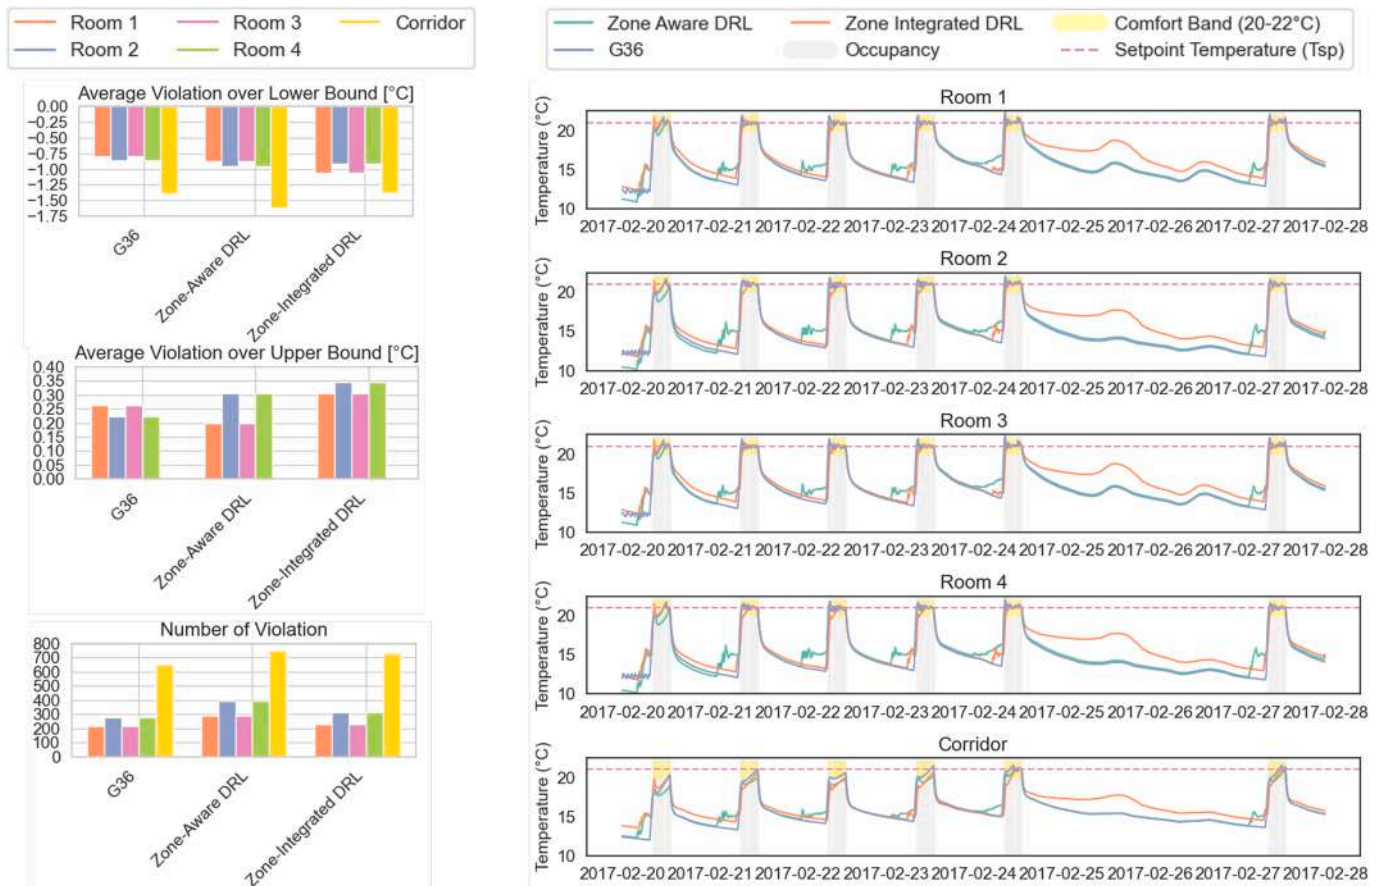 Room 1 Room 3 Corridor
Room 2 Room 4
Average Violation over Lower Bound [°C]
0.00
−0.25
−0.50
−0.75
−1.00
−1.25
−1.50
−1.75
G36
Zone-Aware DRL
Zone-Integrated DRL
Average Violation over Upper Bound [°C]
0.40
0.35
0.30
0.25
0.20
0.15
0.10
0.05
0.00
G36
Zone-Aware DRL
Zone-Integrated DRL
Number of Violation
800
700
600
500
400
300
200
100
0
G36
Zone-Aware DRL
Zone-Integrated DRL
Zone Aware DRL Zone Integrated DRL Comfort Band (20-22°C)
G36 Occupancy Setpoint Temperature (Tsp)
Room 1
Temperature (°C)
20
15
10
2017-02-20 2017-02-21 2017-02-22 2017-02-23 2017-02-24 2017-02-25 2017-02-26 2017-02-27 2017-02-28
Room 2
Temperature (°C)
20
15
10
2017-02-20 2017-02-21 2017-02-22 2017-02-23 2017-02-24 2017-02-25 2017-02-26 2017-02-27 2017-02-28
Room 3
Temperature (°C)
20
15
10
2017-02-20 2017-02-21 2017-02-22 2017-02-23 2017-02-24 2017-02-25 2017-02-26 2017-02-27 2017-02-28
Room 4
Temperature (°C)
20
15
10
2017-02-20 2017-02-21 2017-02-22 2017-02-23 2017-02-24 2017-02-25 2017-02-26 2017-02-27 2017-02-28
Corridor
Temperature (°C)
20
15
10
2017-02-20 2017-02-21 2017-02-22 2017-02-23 2017-02-24 2017-02-25 2017-02-26 2017-02-27 2017-02-28